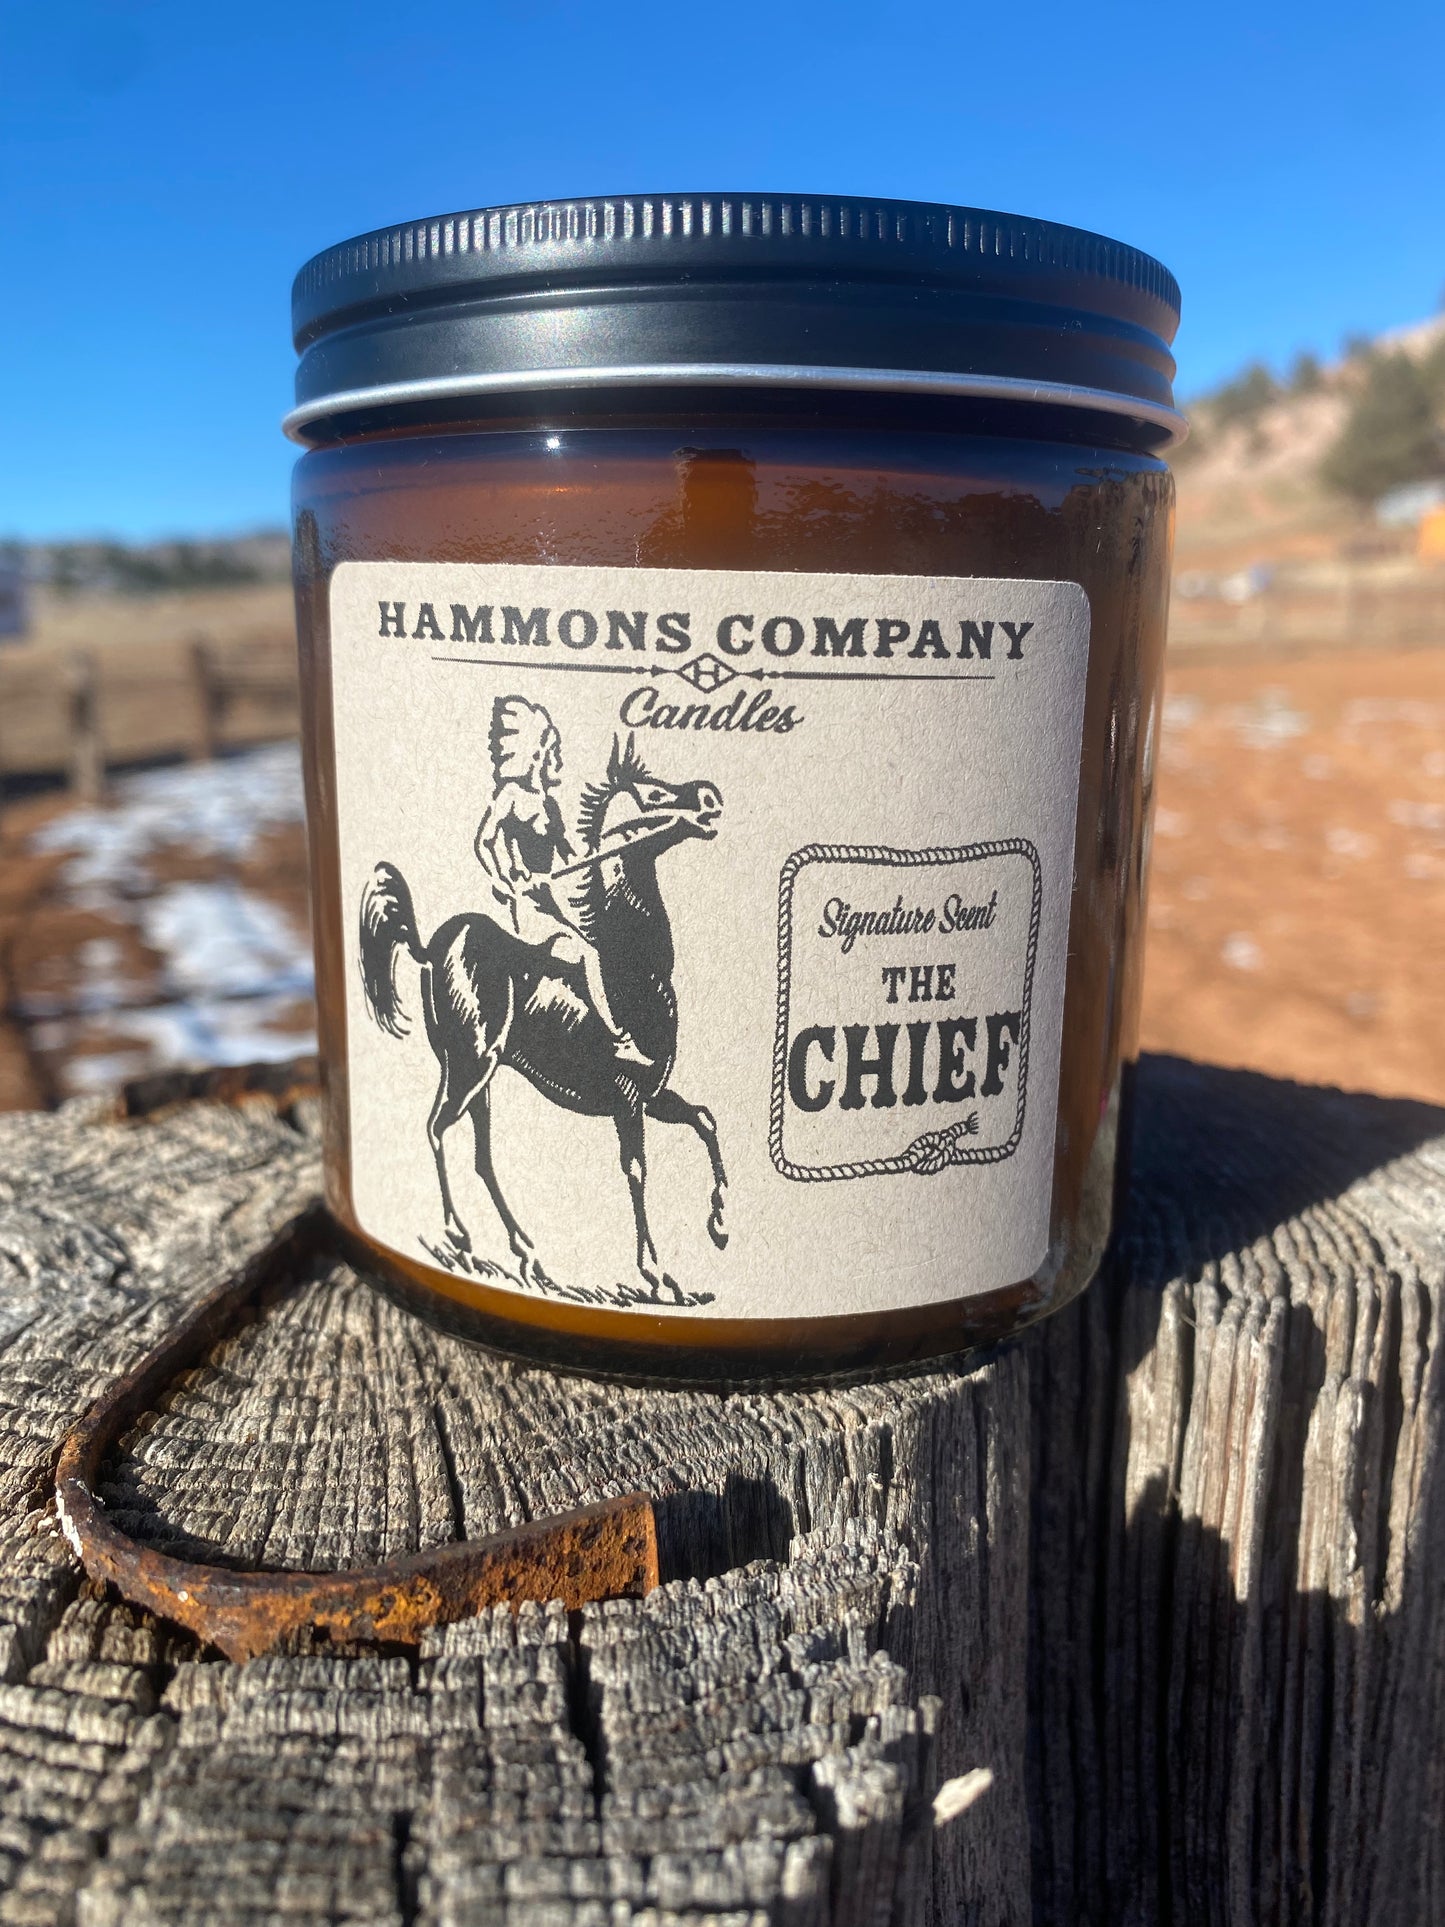 HAMMONS COMPANY
H
Candles
Signature Scent
THE
CHIEF